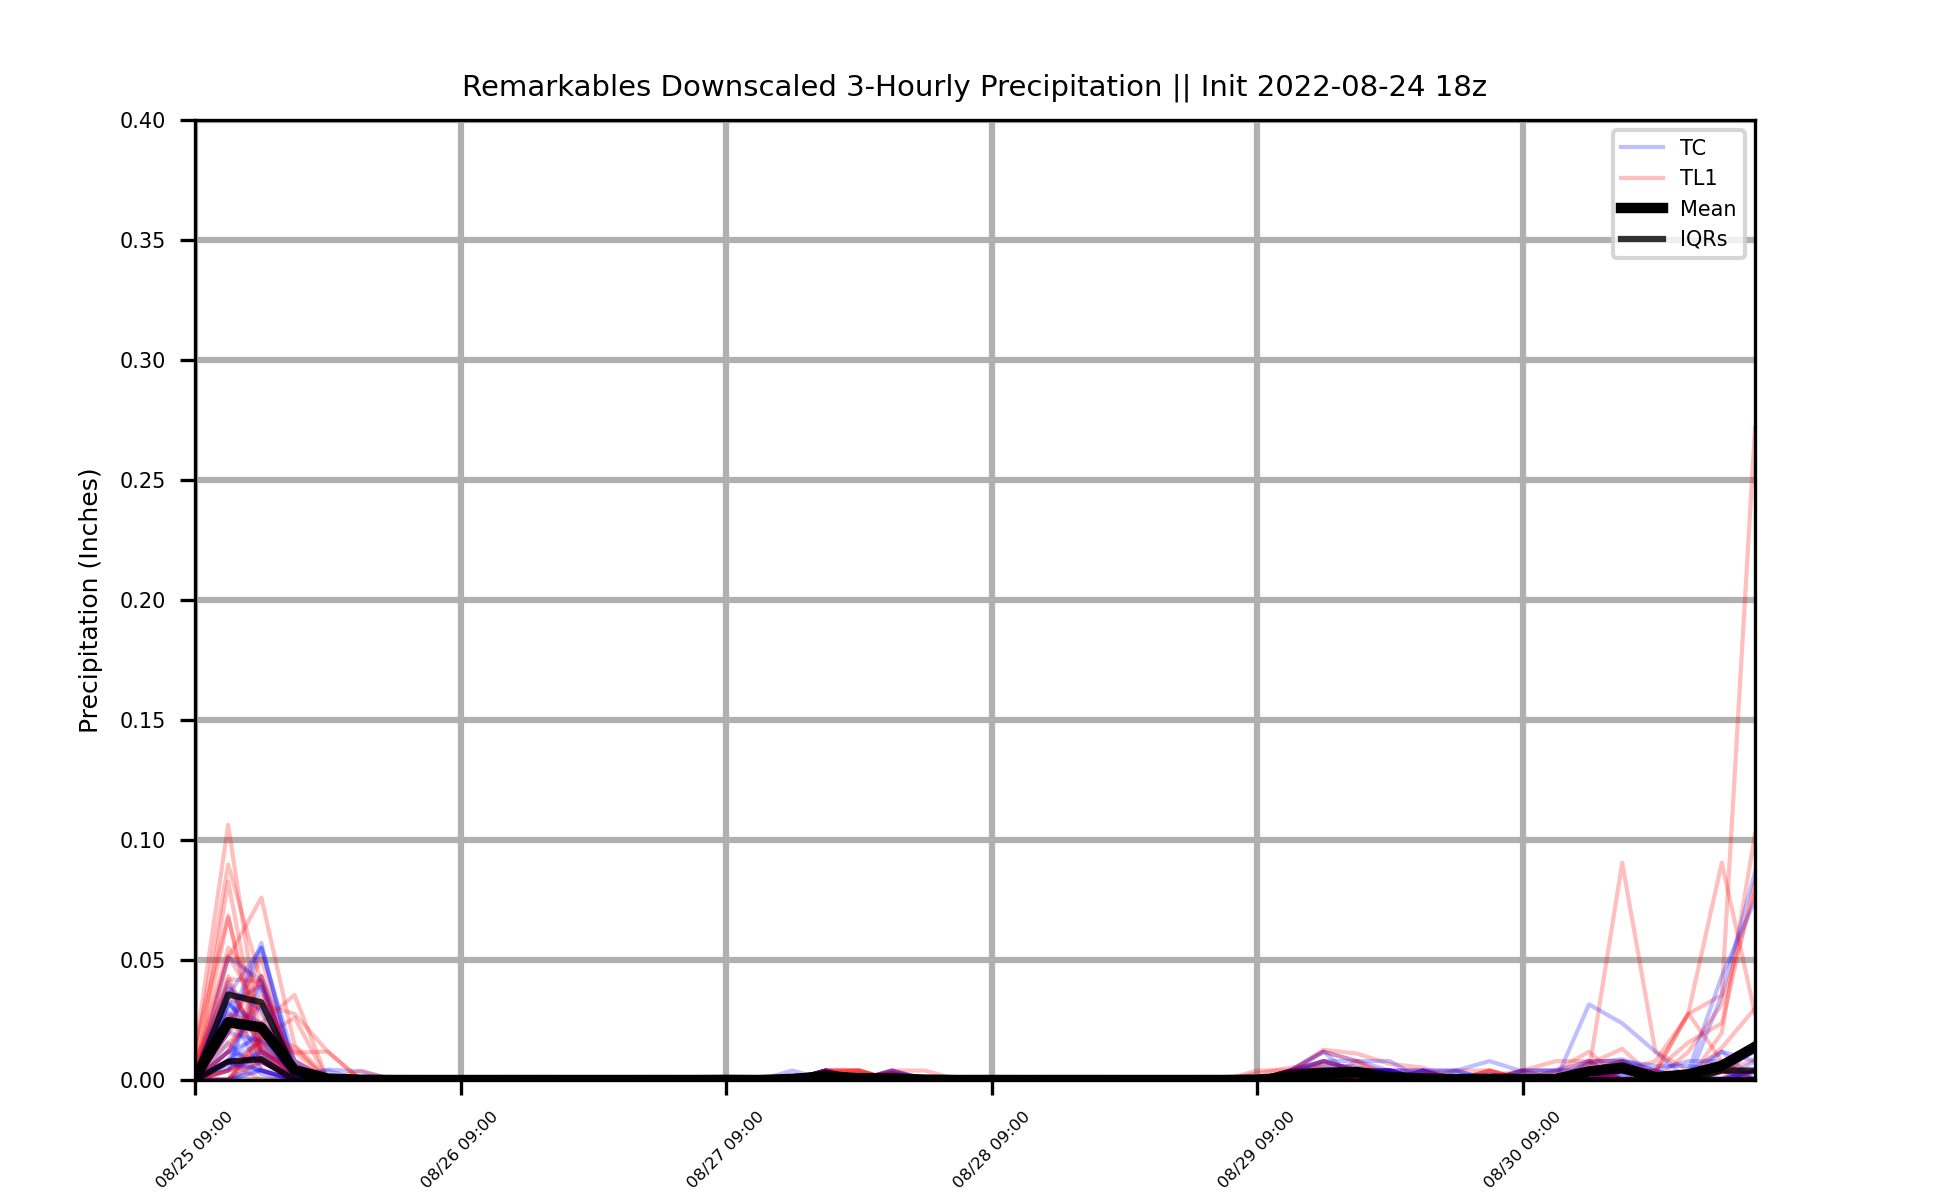 Remarkables Downscaled 3-Hourly Precipitation || Init 2022-08-24 18z
0.40
0.35
0.30
0.25
0.20
0.15
0.10
0.05
0.00
Precipitation (Inches)
TC
TL1
Mean
IQRs
08/25 09:00
08/26 09:00
08/27 09:00
08/28 09:00
08/29 09:00
08/30 09:00